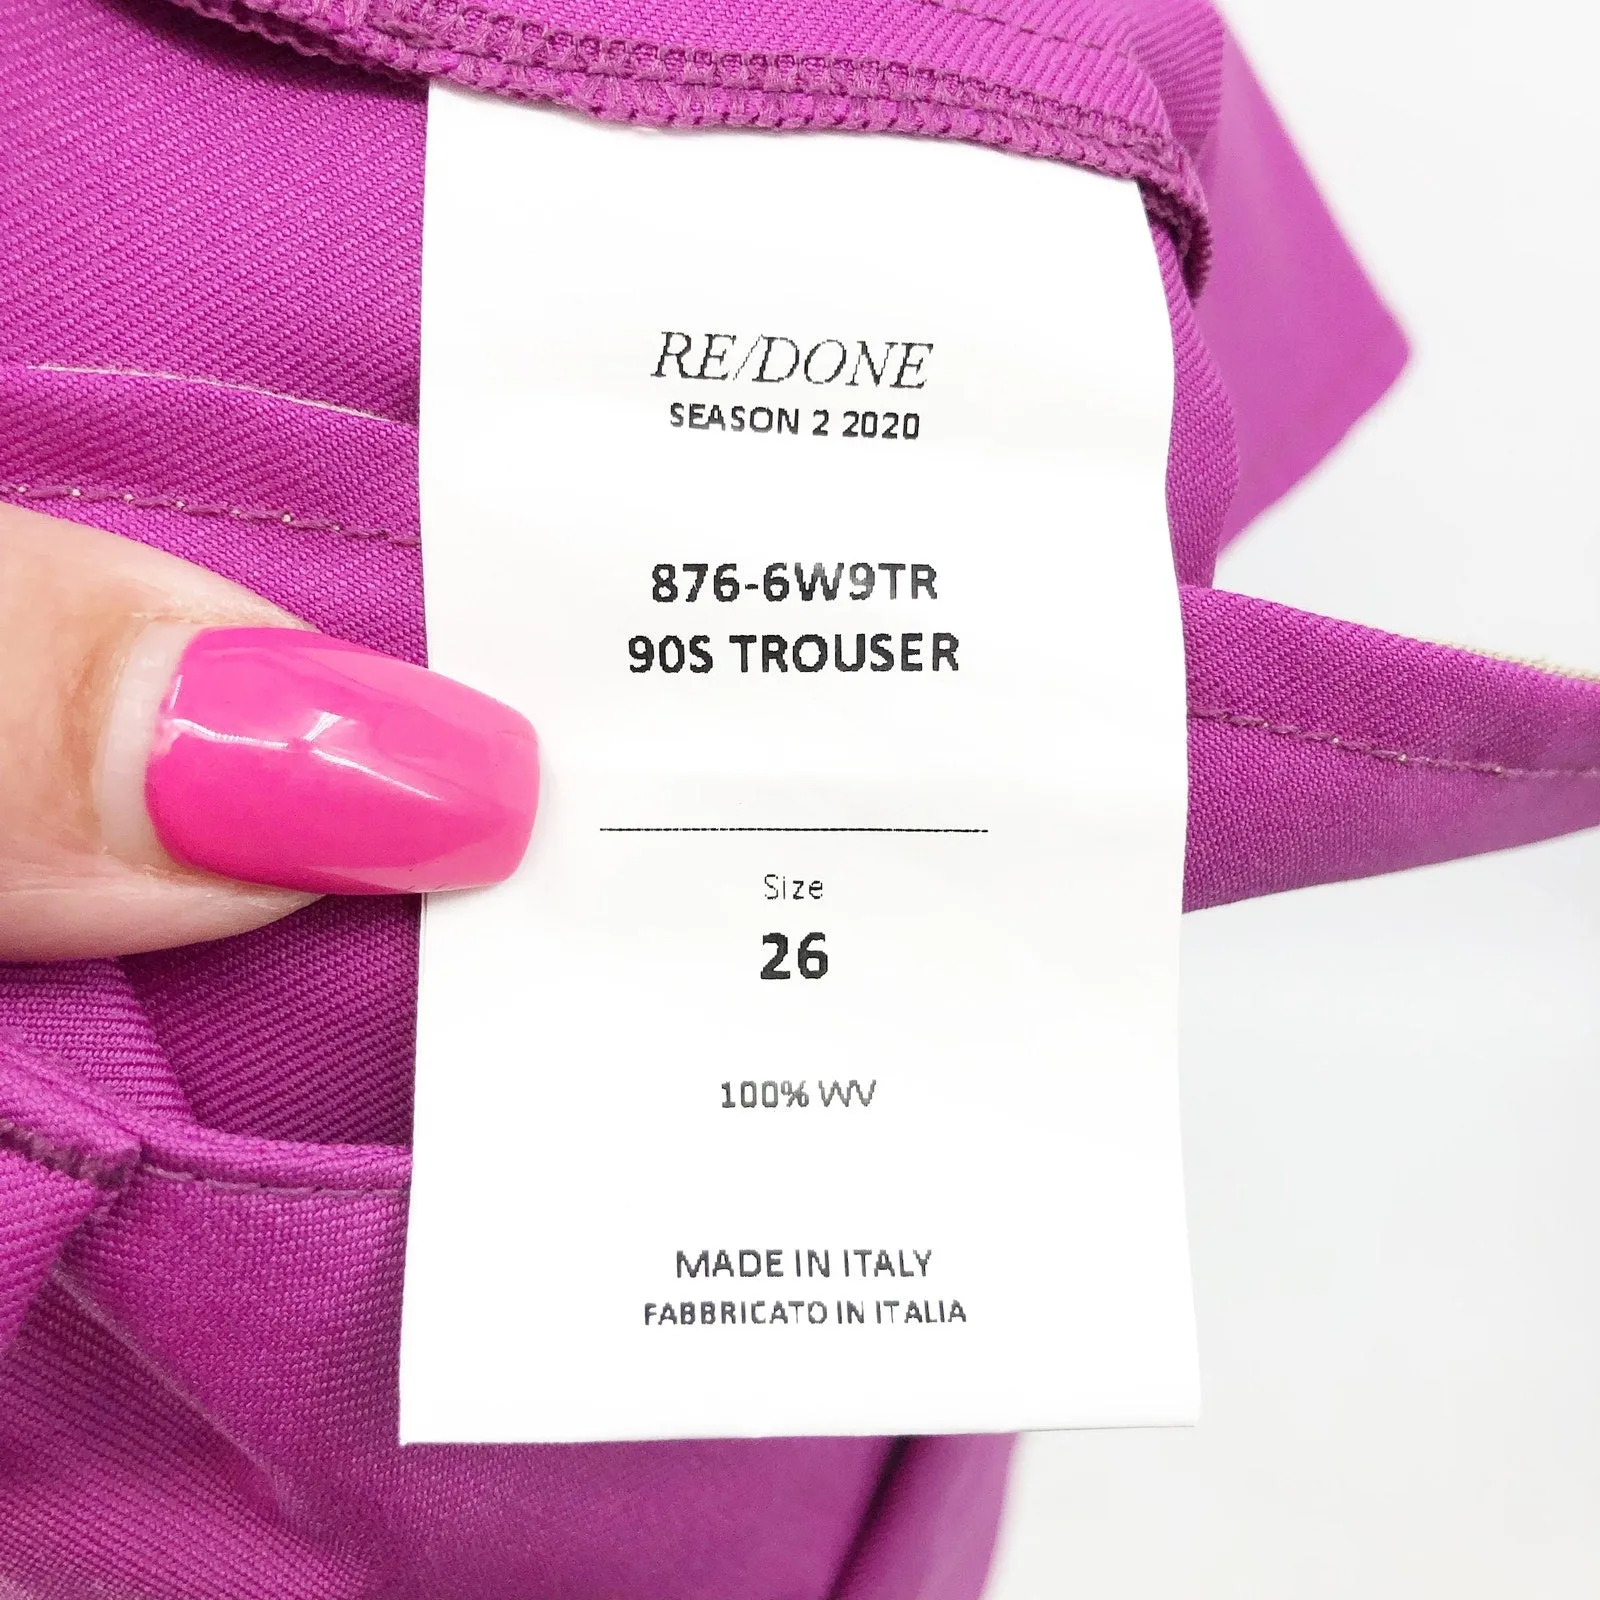 RE/DONE
SEASON 2 2020
876-6W9TR
90S TROUSER
Size
26
100% WV
MADE IN ITALY
FABBRICATO IN ITALIA